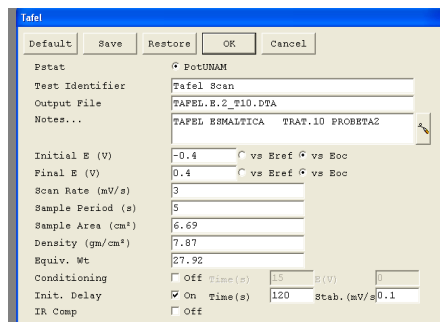 Tafel
Default Save Restore OK Cancel
Pstat PotUNAM
Test Identifier Tafel Scan
Output File TAFEL.E.2_T10.DTA
Notes... TAFEL ESMALTICA TRAT.10 PROBETA2
Initial E (V) -0.4 vs Eref vs Eoc
Final E (V) 0.4 vs Eref vs Eoc
Scan Rate (mV/s) 3
Sample Period (s) 5
Sample Area (cm²) 6.69
Density (gm/cm³) 7.87
Equiv. Wt 27.92
Conditioning Off Time(s) 15 E(V) 0
Init. Delay On Time(s) 120 Stab.(mV/s 0.1
IR Comp Off